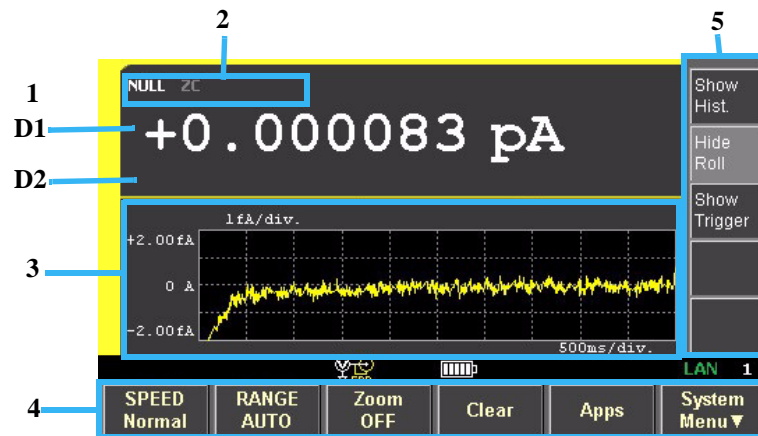 2
5
NULL ZC
1
D1
+0.000083 pA
D2
Show
Hist.
Hide
Roll
Show
Trigger
1fA/div.
+2.00fA
0 A
-2.00fA
500ms/div.
3
LAN 1
4
SPEED
Normal
RANGE
AUTO
Zoom
OFF
Clear
Apps
System
Menu▼